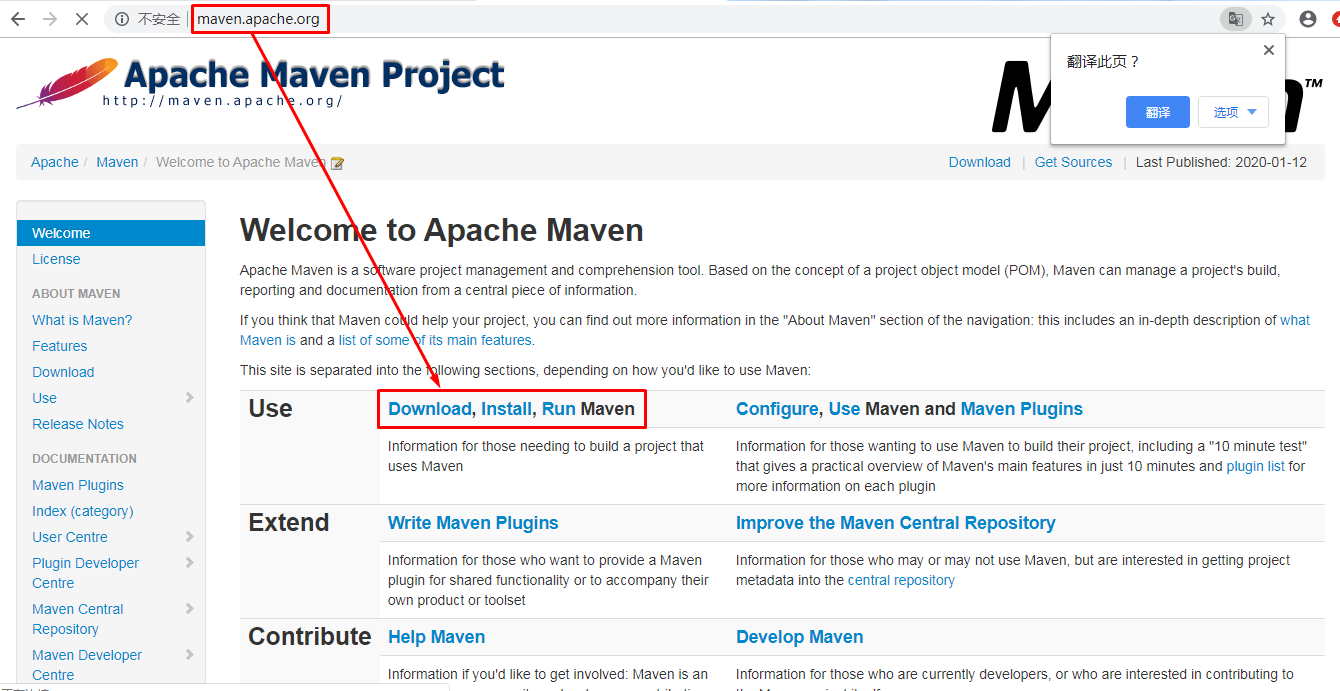 不安全 maven.apache.org
翻译此页？
翻译 选项
Apache Maven Project
http://maven.apache.org/
TM
Apache / Maven / Welcome to Apache Maven
Download | Get Sources | Last Published: 2020-01-12
Welcome
License
ABOUT MAVEN
What is Maven?
Features
Download
Use
Release Notes
DOCUMENTATION
Maven Plugins
Index (category)
User Centre
Plugin Developer
Centre
Maven Central
Repository
Maven Developer
Centre
Welcome to Apache Maven
Apache Maven is a software project management and comprehension tool. Based on the concept of a project object model (POM), Maven can manage a project's build,
reporting and documentation from a central piece of information.
If you think that Maven could help your project, you can find out more information in the "About Maven" section of the navigation: this includes an in-depth description of what
Maven is and a list of some of its main features.
This site is separated into the following sections, depending on how you'd like to use Maven:
Use
Download, Install, Run Maven
Information for those needing to build a project that
uses Maven
Configure, Use Maven and Maven Plugins
Information for those wanting to use Maven to build their project, including a "10 minute test"
that gives a practical overview of Maven's main features in just 10 minutes and plugin list for
more information on each plugin
Extend
Write Maven Plugins
Information for those who want to provide a Maven
plugin for shared functionality or to accompany their
own product or toolset
Improve the Maven Central Repository
Information for those who may or may not use Maven, but are interested in getting project
metadata into the central repository
Contribute
Help Maven
Information if you'd like to get involved: Maven is an
Develop Maven
Information for those who are currently developers, or who are interested in contributing to